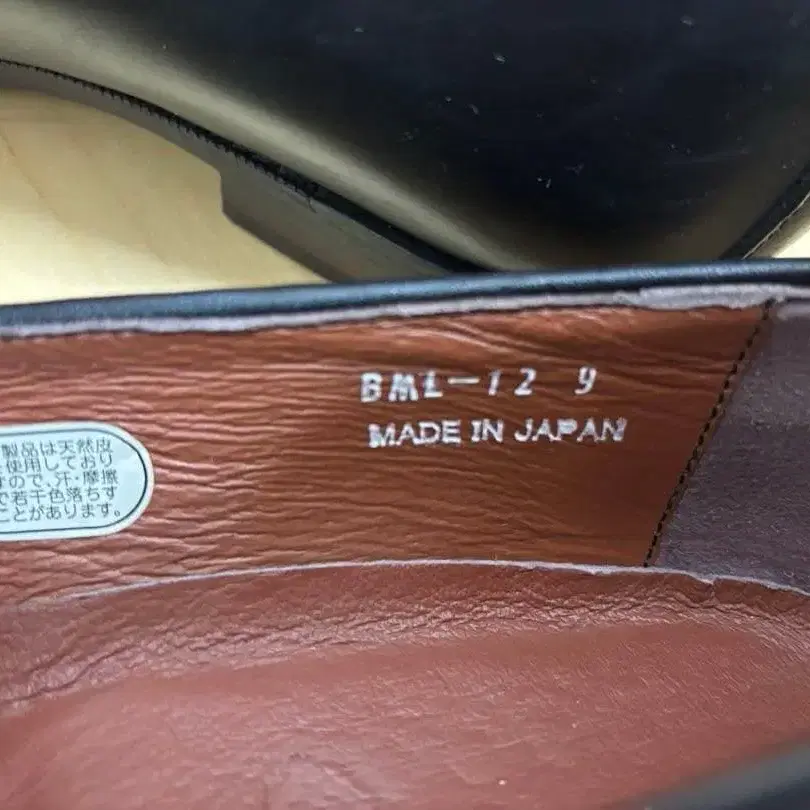 BML-12 9
MADE IN JAPAN
製品は天然皮
使用しており
ので、汗・摩擦
で若干色落ちす
ことがあります。